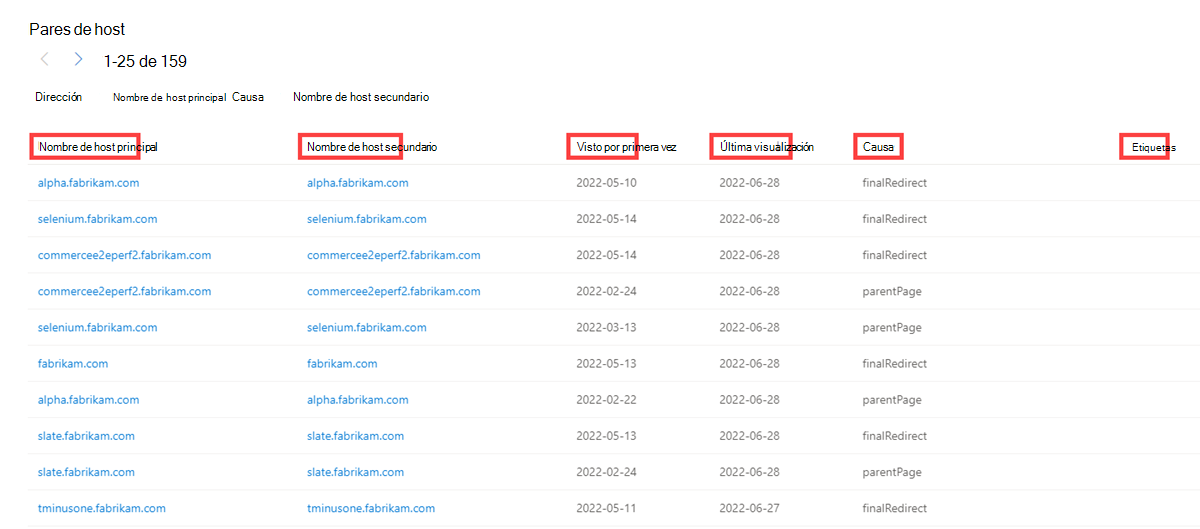 Pares de host
1-25 de 159
Dirección Nombre de host principal Causa Nombre de host secundario
Nombre de host principal Nombre de host secundario Visto por primera vez Última visualización Causa Etiquetas
alpha.fabrikam.com alpha.fabrikam.com 2022-05-10 2022-06-28 finalRedirect
selenium.fabrikam.com selenium.fabrikam.com 2022-05-14 2022-06-28 finalRedirect
commercee2eperf2.fabrikam.com commercee2eperf2.fabrikam.com 2022-05-14 2022-06-28 finalRedirect
commercee2eperf2.fabrikam.com commercee2eperf2.fabrikam.com 2022-02-24 2022-06-28 parentPage
selenium.fabrikam.com selenium.fabrikam.com 2022-03-13 2022-06-28 parentPage
fabrikam.com fabrikam.com 2022-05-13 2022-06-28 finalRedirect
alpha.fabrikam.com alpha.fabrikam.com 2022-02-22 2022-06-28 parentPage
slate.fabrikam.com slate.fabrikam.com 2022-05-13 2022-06-28 finalRedirect
slate.fabrikam.com slate.fabrikam.com 2022-02-24 2022-06-28 parentPage
tminusone.fabrikam.com tminusone.fabrikam.com 2022-05-11 2022-06-27 finalRedirect